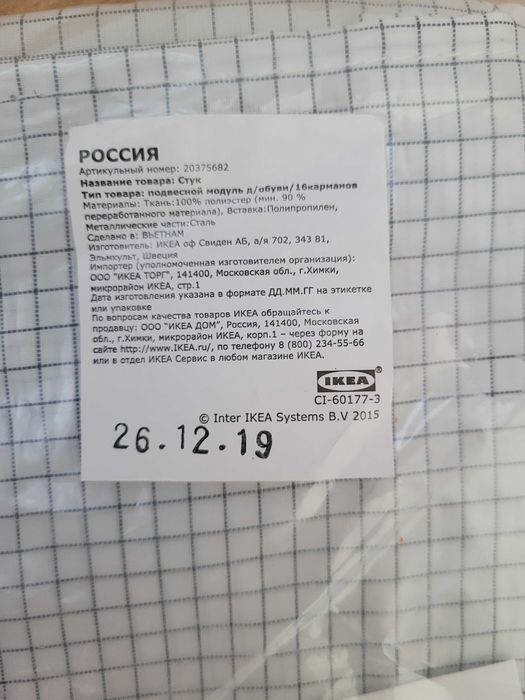 РОССИЯ
Артикульный номер: 20375682
Название товара: Стук
Тип товара: подвесной модуль д/обуви/16карманов
Материалы: Ткань:100% полиэстер (мин. 90 %
переработанного материала), Вставка:Полипропилен,
Металлические части:Сталь
Сделано в: ВЬЕТНАМ
Изготовитель: ИКЕА оф Свиден АБ, а/я 702, 343 81,
Эльмхульт, Швеция
Импортер (уполномоченная изготовителем организация):
ООО "ИКЕА ТОРГ", 141400, Московская обл., г.Химки,
микрорайон ИКЕА, стр.1
Дата изготовления указана в формате ДД.ММ.ГГ на этикетке
или упаковке
По вопросам качества товаров ИКЕА обращайтесь к
продавцу: ООО "ИКЕА ДОМ", Россия, 141400, Московская
обл., г.Химки, микрорайон ИКЕА, корп.1 – через форму на
сайте http://www.IKEA.ru/, по телефону 8 (800) 234-55-66
или в отдел ИКЕА Сервис в любом магазине ИКЕА.
IKEA®
CI-60177-3
© Inter IKEA Systems B.V 2015
26.12.19